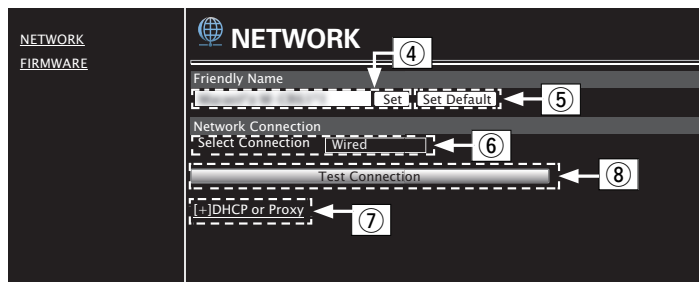 NETWORK
FIRMWARE
NETWORK
④
Friendly Name
Set Set Default ⑤
Network Connection
Select Connection Wired ⑥
Test Connection ⑧
[+]DHCP or Proxy ⑦